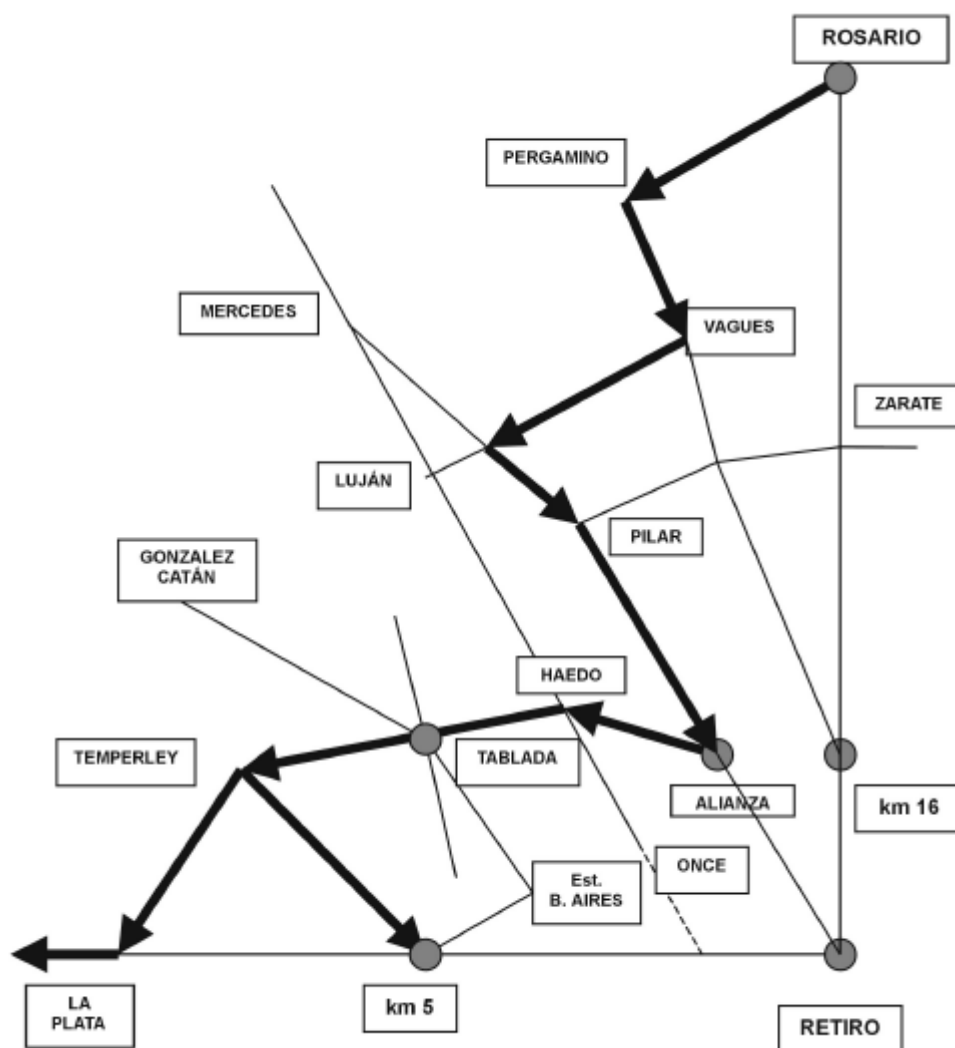 ROSARIO
PERGAMINO
MERCEDES
VAGUES
ZARATE
LUJÁN
PILAR
GONZALEZ
CATÁN
HAEDO
TEMPERLEY
TABLADA
ALIANZA
km 16
ONCE
Est.
B. AIRES
LA
PLATA
km 5
RETIRO